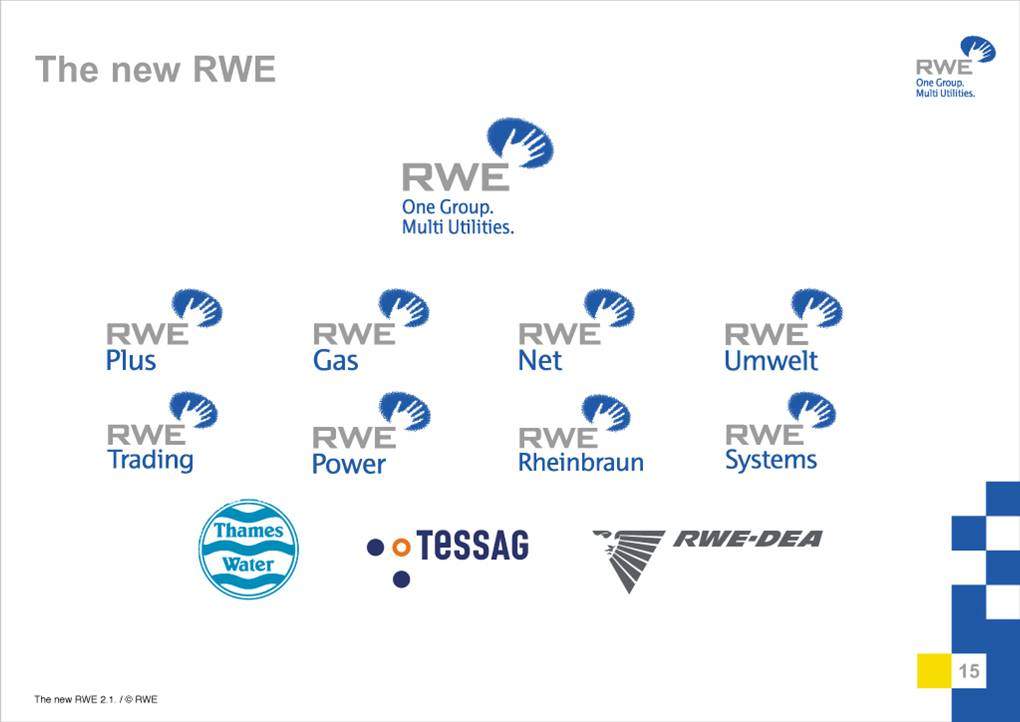 The new RWE
RWE
One Group.
Multi Utilities.
RWE
One Group.
Multi Utilities.
RWE
Plus
RWE
Gas
RWE
Net
RWE
Umwelt
RWE
Trading
RWE
Power
RWE
Rheinbraun
RWE
Systems
Thames
Water
TeSSAG
RWE-DEA
15
The new RWE 2.1. / © RWE